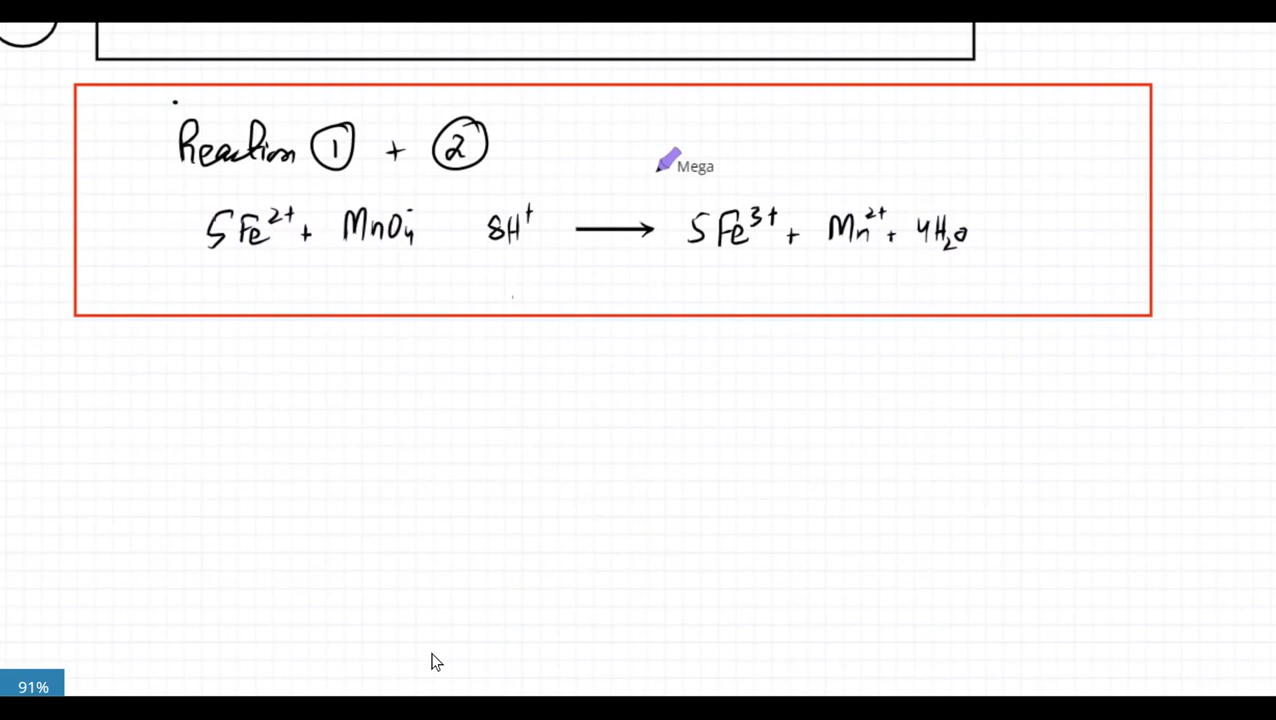 Reaction ① + ②
Mega
5Fe²⁺ + MnO₄⁻ 8H⁺ ⟶ 5Fe³⁺ + Mn²⁺ + 4H₂O
91%